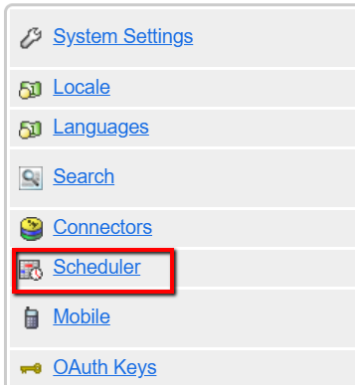 System Settings
Locale
Languages
Search
Connectors
Scheduler
Mobile
OAuth Keys